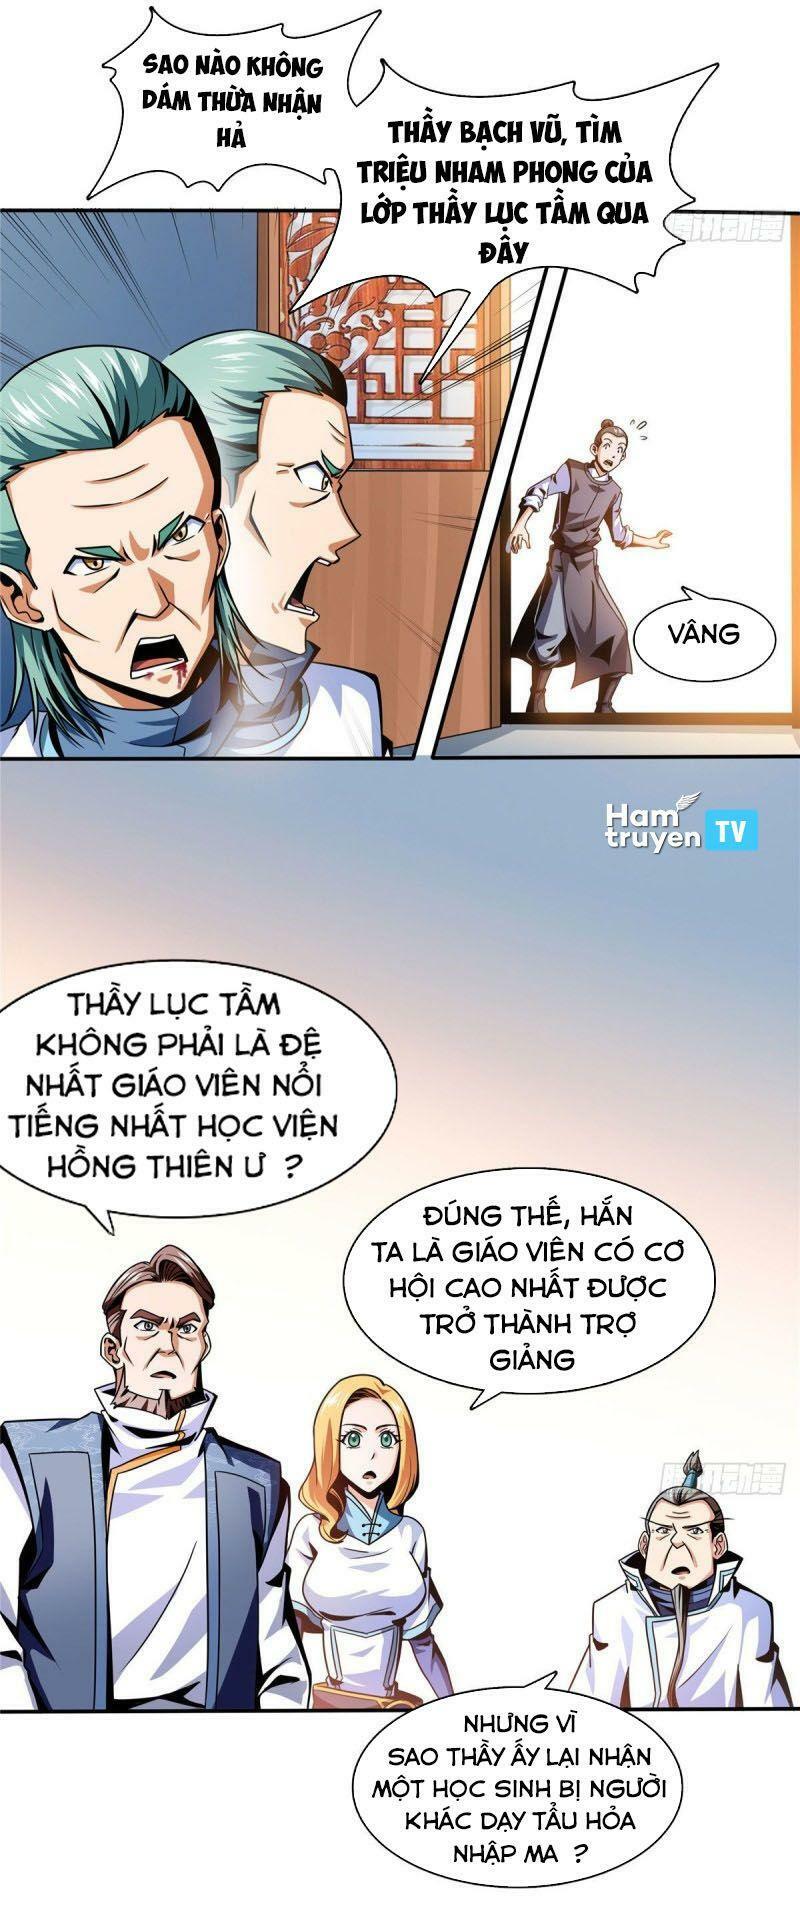 SAO NÀO KHÔNG
DÁM THỪA NHẬN
HẢ
THẦY BẠCH VŨ, TÌM
TRIỆU NHAM PHONG CỦA
LỚP THẦY LỤC TẦM QUA
ĐÂY
VÂNG
Ham
truyen TV
THẦY LỤC TẦM
KHÔNG PHẢI LÀ ĐỆ
NHẤT GIÁO VIÊN NỔI
TIẾNG NHẤT HỌC VIỆN
HỒNG THIÊN Ư ?
ĐÚNG THẾ, HẮN
TA LÀ GIÁO VIÊN CÓ CƠ
HỘI CAO NHẤT ĐƯỢC
TRỞ THÀNH TRỢ
GIẢNG
NHƯNG VÌ
SAO THẦY ẤY LẠI NHẬN
MỘT HỌC SINH BỊ NGƯỜI
KHÁC DẠY TẨU HỎA
NHẬP MA ?